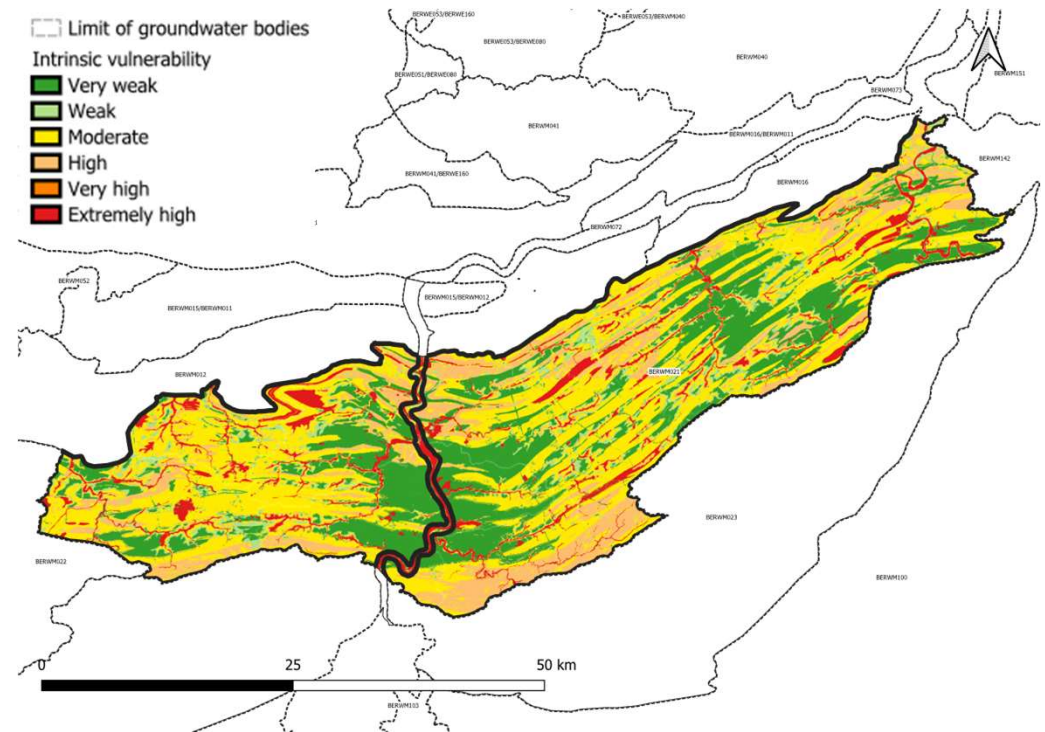 Limit of groundwater bodies
Intrinsic vulnerability
Very weak
Weak
Moderate
High
Very high
Extremely high
BERWE053/BERWE160
BERWE053/BERWM040
BERWE053/BERWE080
BERWM040
BERWE051/BERWE080
BERWM151
BERWM073
BERWM041
BERWM016/BERWM011
BERWM142
BERWM041/BERWE160
BERWM016
BERWM072
BERWM052
BERWM015/BERWM012
BERWM015/BERWM011
BERWM021
BERWM012
BERWM023
BERWM022
BERWM100
0
25
50 km
BERWM103